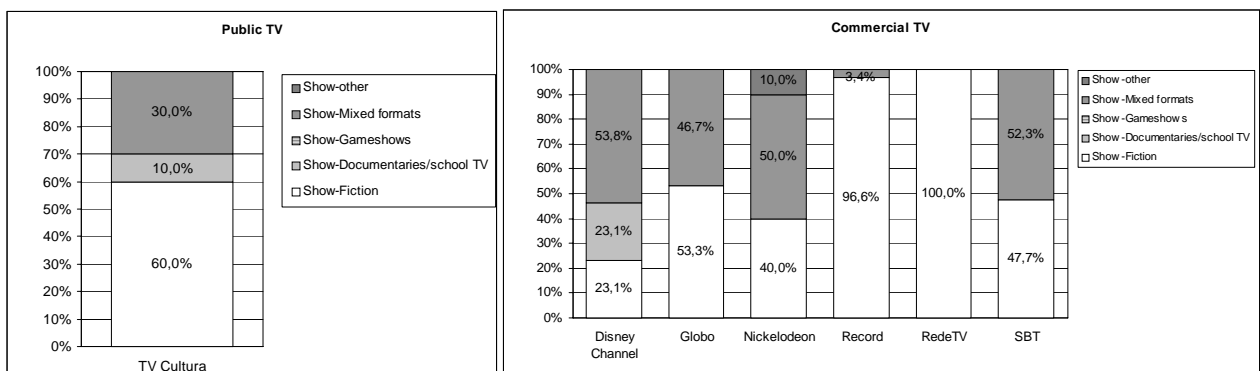 Public TV
100%
90%
80%
70%
60%
50%
40%
30%
20%
10%
0%
30,0%
10,0%
60,0%
TV Cultura
Show-other
Show-Mixed formats
Show-Gameshows
Show-Documentaries/school TV
Show-Fiction
Commercial TV
100%
90%
80%
70%
60%
50%
40%
30%
20%
10%
0%
53,8%
23,1%
23,1%
46,7%
53,3%
10,0%
50,0%
40,0%
3,4%
96,6%
100,0%
52,3%
47,7%
Disney
Channel
Globo
Nickelodeon
Record
RedeTV
SBT
Show-other
Show-Mixed formats
Show-Gameshows
Show-Documentaries/school TV
Show-Fiction